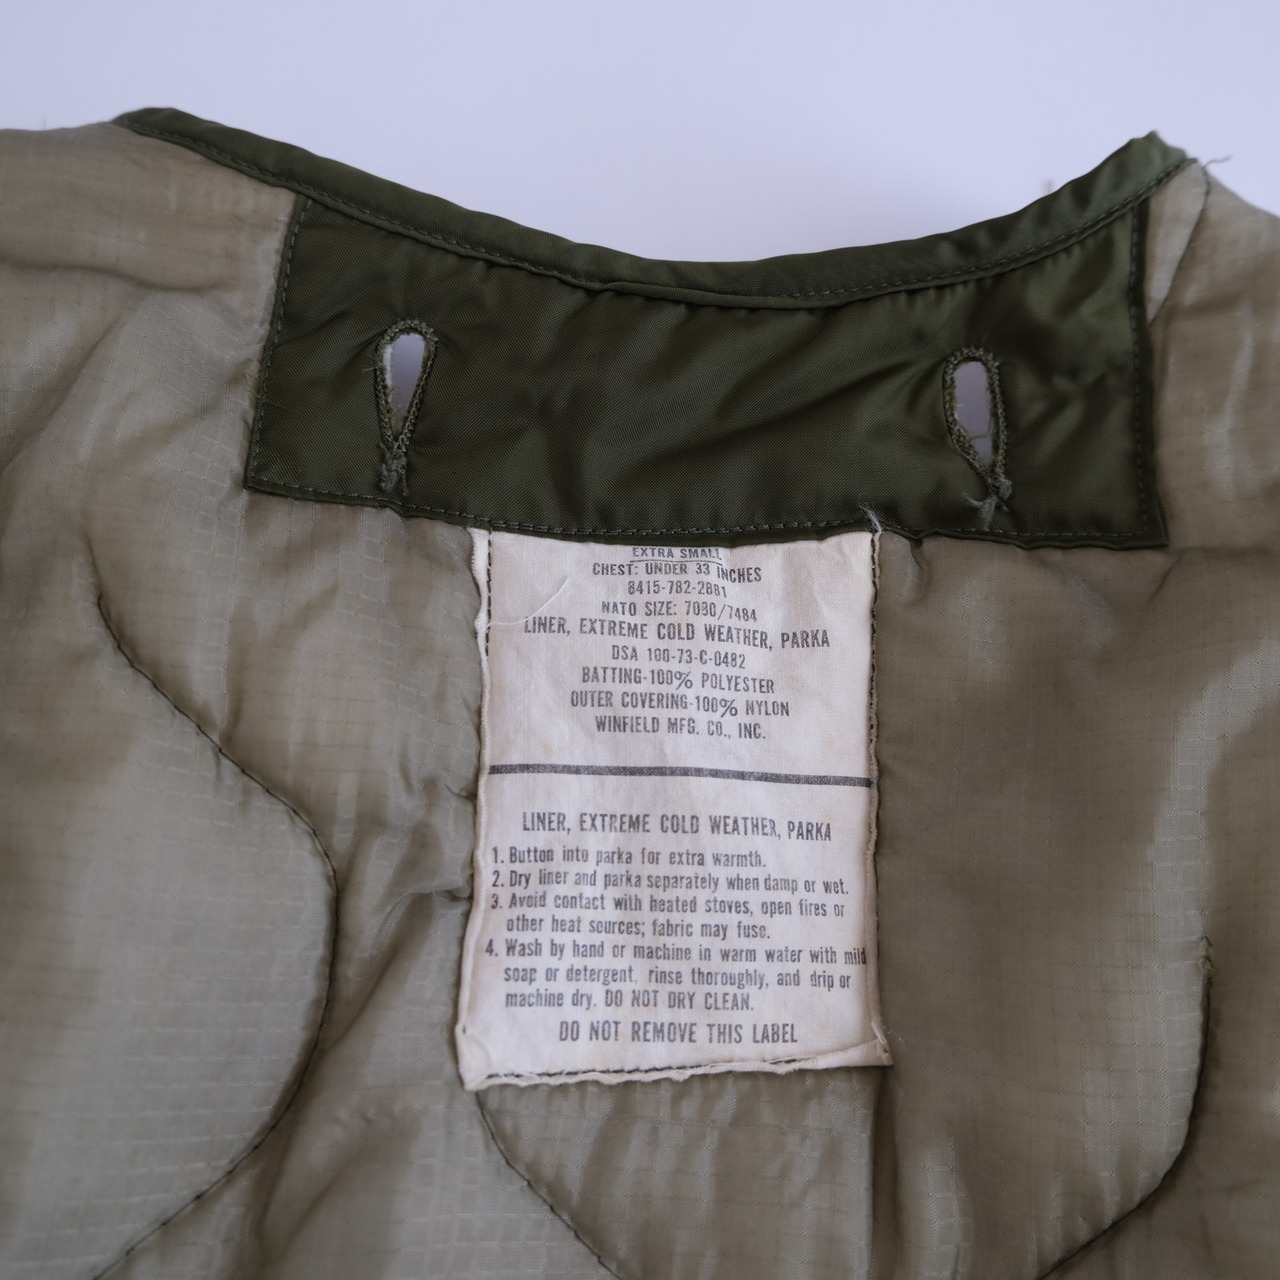 EXTRA SMALL
CHEST: UNDER 33 INCHES
8415-782-2881
NATO SIZE: 7080/7484
LINER, EXTREME COLD WEATHER, PARKA
DSA 100-73-C-0482
BATTING-100% POLYESTER
OUTER COVERING-100% NYLON
WINFIELD MFG. CO., INC.
LINER, EXTREME COLD WEATHER, PARKA
1. Button into parka for extra warmth.
2. Dry liner and parka separately when damp or wet.
3. Avoid contact with heated stoves, open fires or
other heat sources; fabric may fuse.
4. Wash by hand or machine in warm water with mild
soap or detergent, rinse thoroughly, and drip or
machine dry. DO NOT DRY CLEAN.
DO NOT REMOVE THIS LABEL